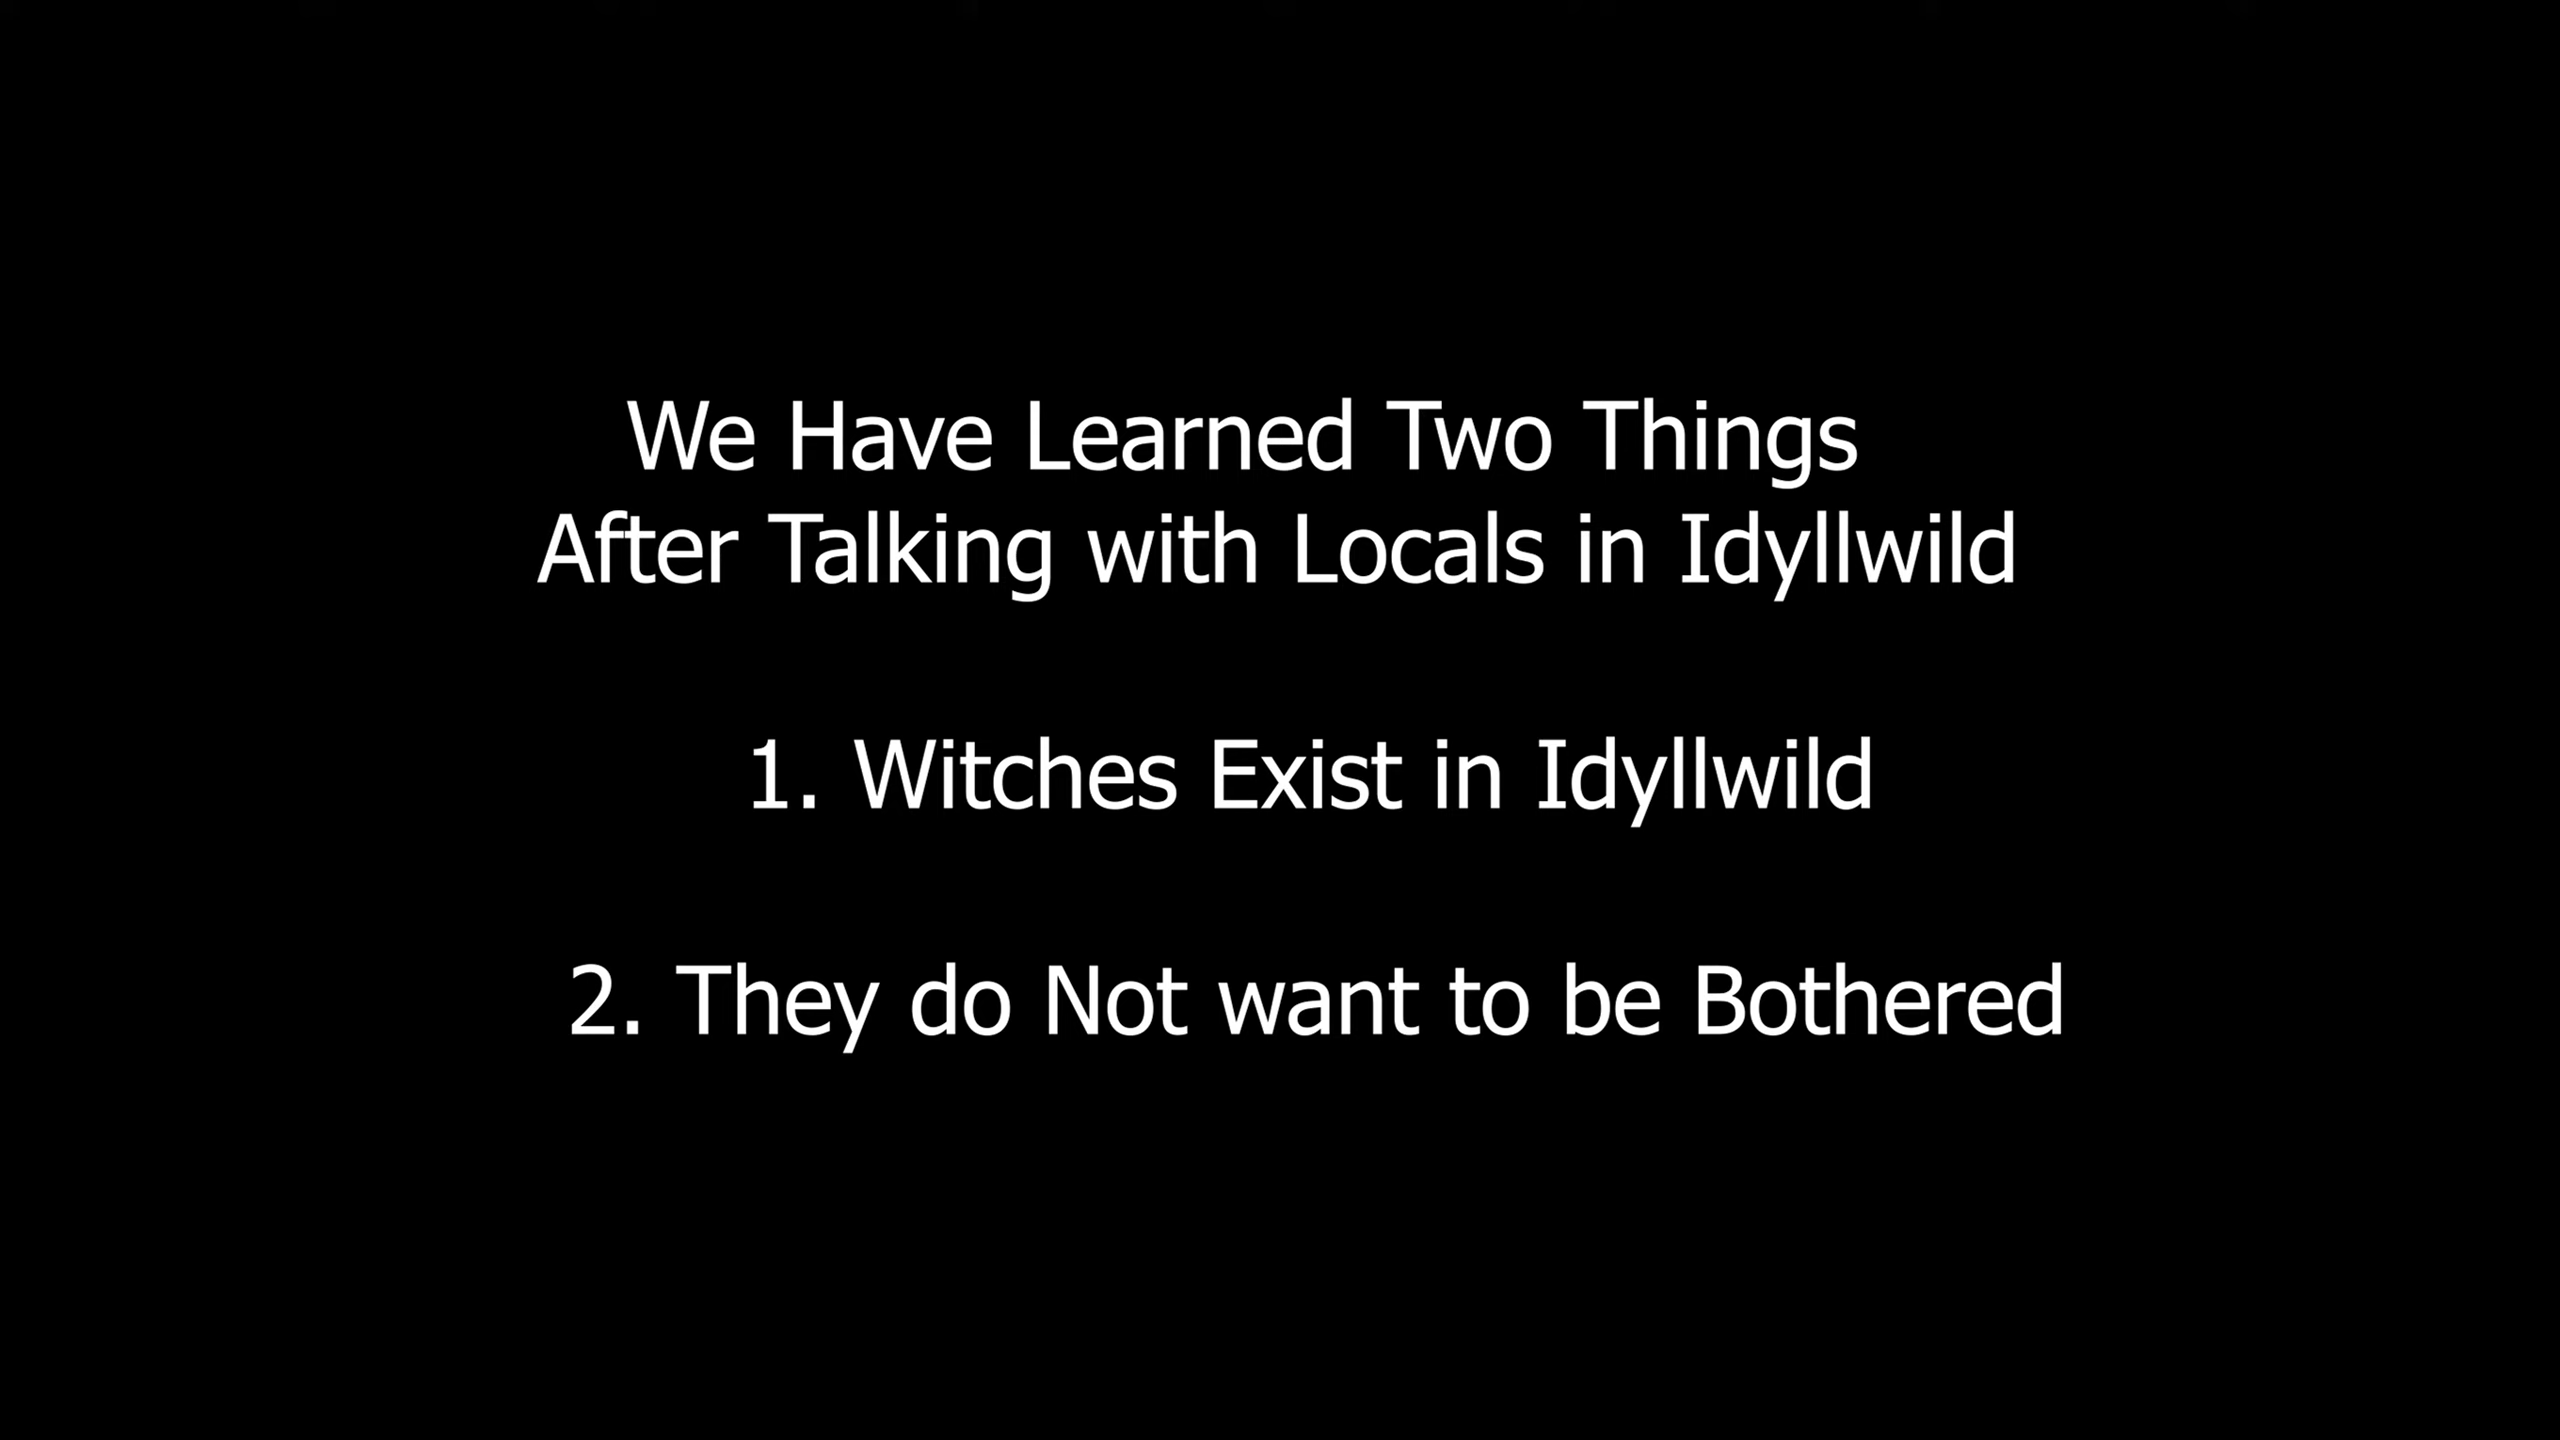 We Have Learned Two Things
After Talking with Locals in Idyllwild
1. Witches Exist in Idyllwild
2. They do Not want to be Bothered